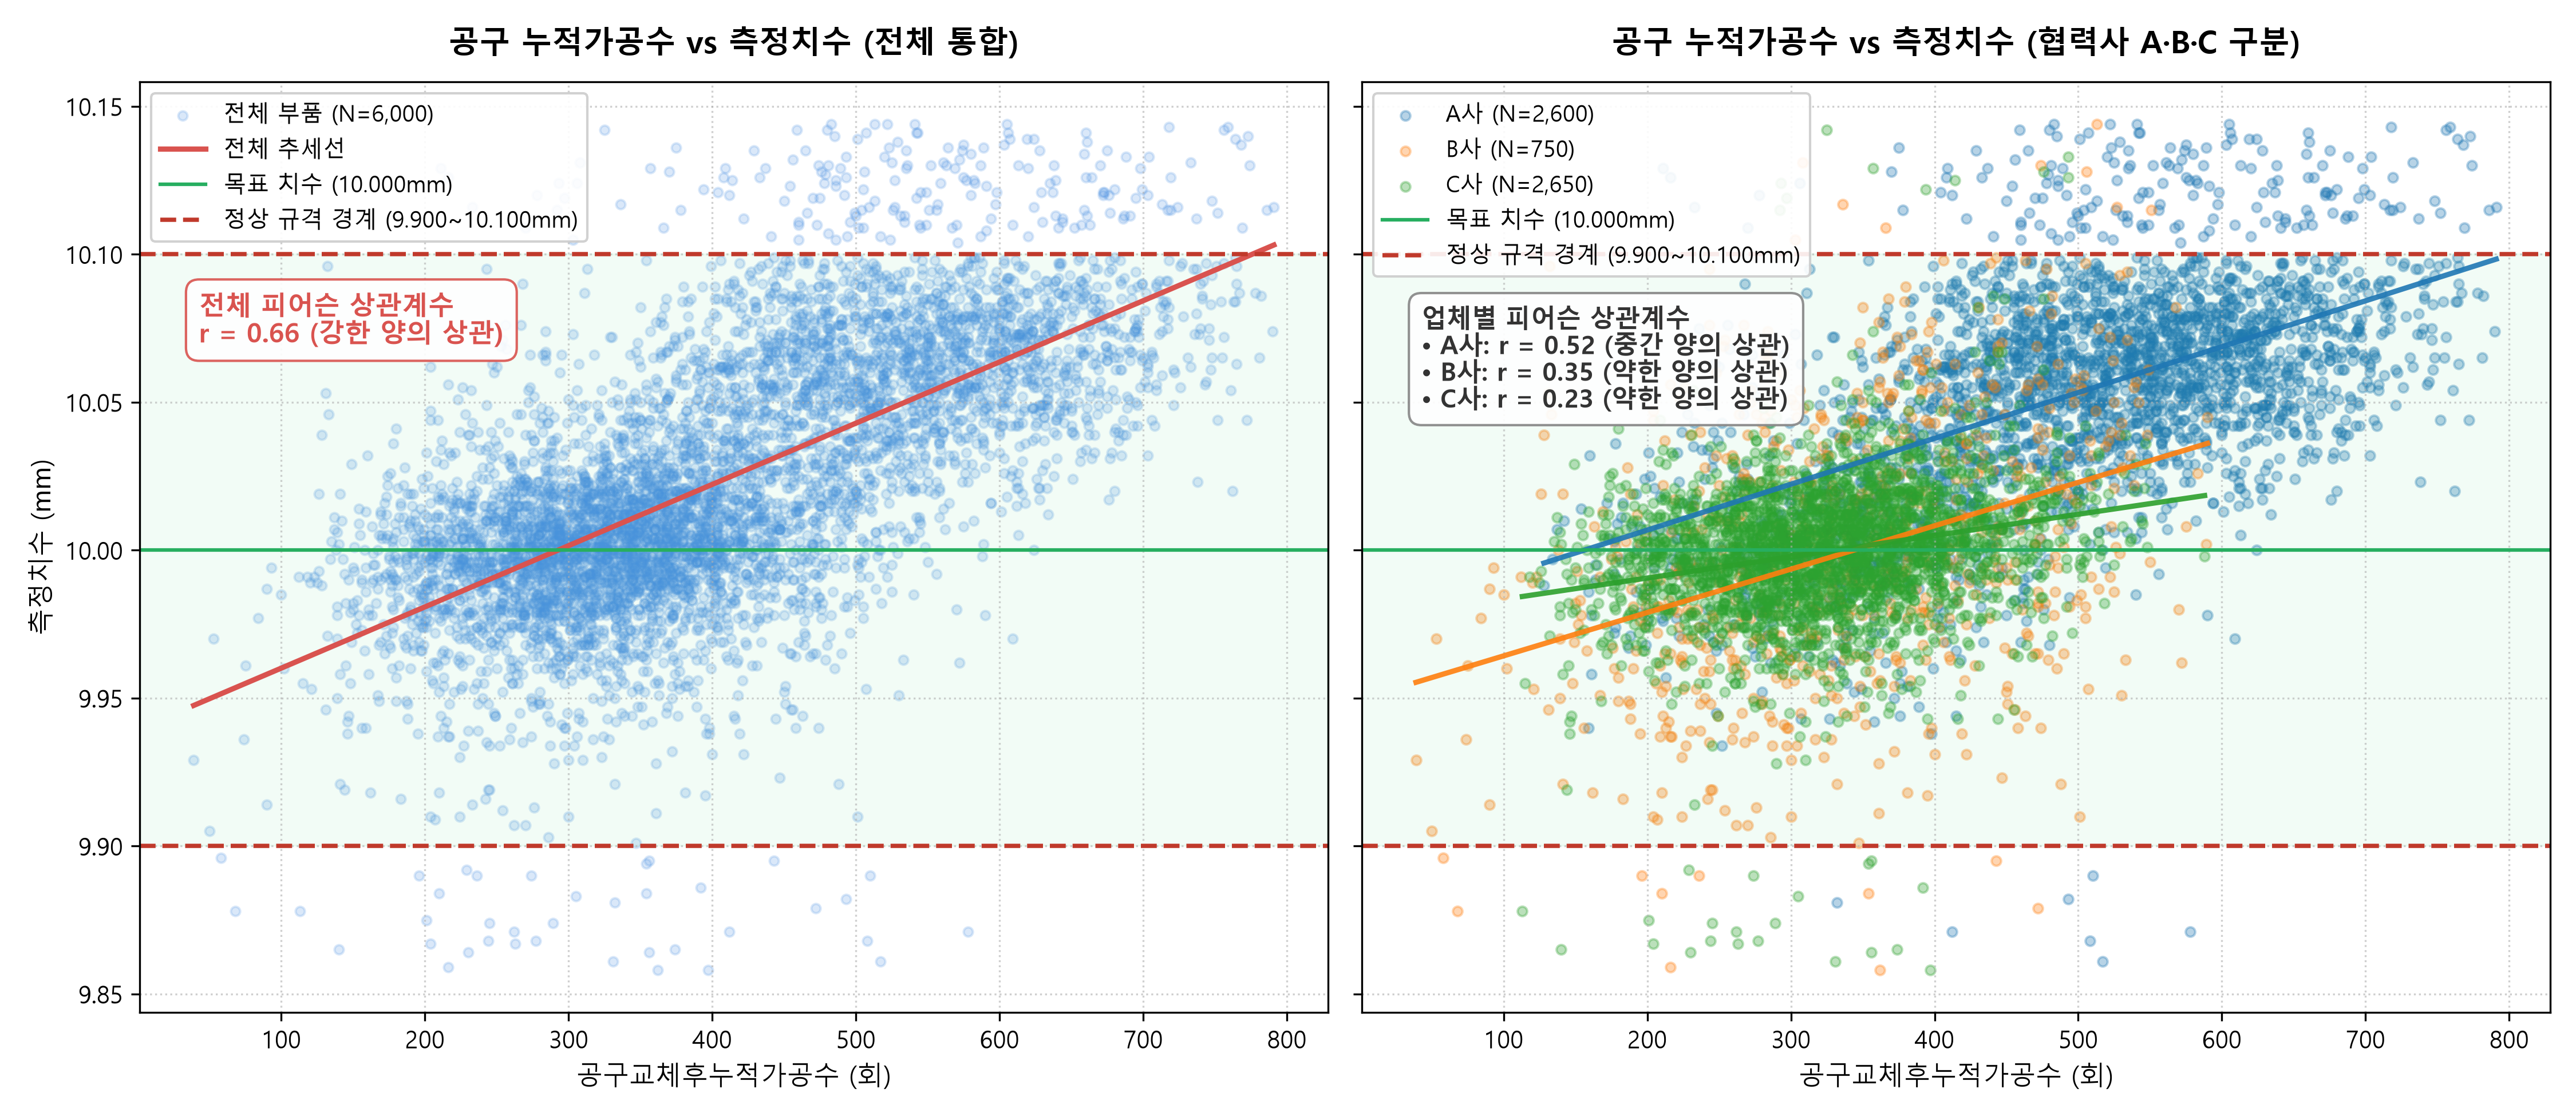 공구 누적가공수 vs 측정치수 (전체 통합)
전체 부품 (N=6,000)
전체 추세선
목표 치수 (10.000mm)
정상 규격 경계 (9.900~10.100mm)
전체 피어슨 상관계수
r = 0.66 (강한 양의 상관)
측정치수 (mm)
10.15
10.10
10.05
10.00
9.95
9.90
9.85
100 200 300 400 500 600 700 800
공구교체후누적가공수 (회)
공구 누적가공수 vs 측정치수 (협력사 A·B·C 구분)
A사 (N=2,600)
B사 (N=750)
C사 (N=2,650)
목표 치수 (10.000mm)
정상 규격 경계 (9.900~10.100mm)
업체별 피어슨 상관계수
• A사: r = 0.52 (중간 양의 상관)
• B사: r = 0.35 (약한 양의 상관)
• C사: r = 0.23 (약한 양의 상관)
100 200 300 400 500 600 700 800
공구교체후누적가공수 (회)